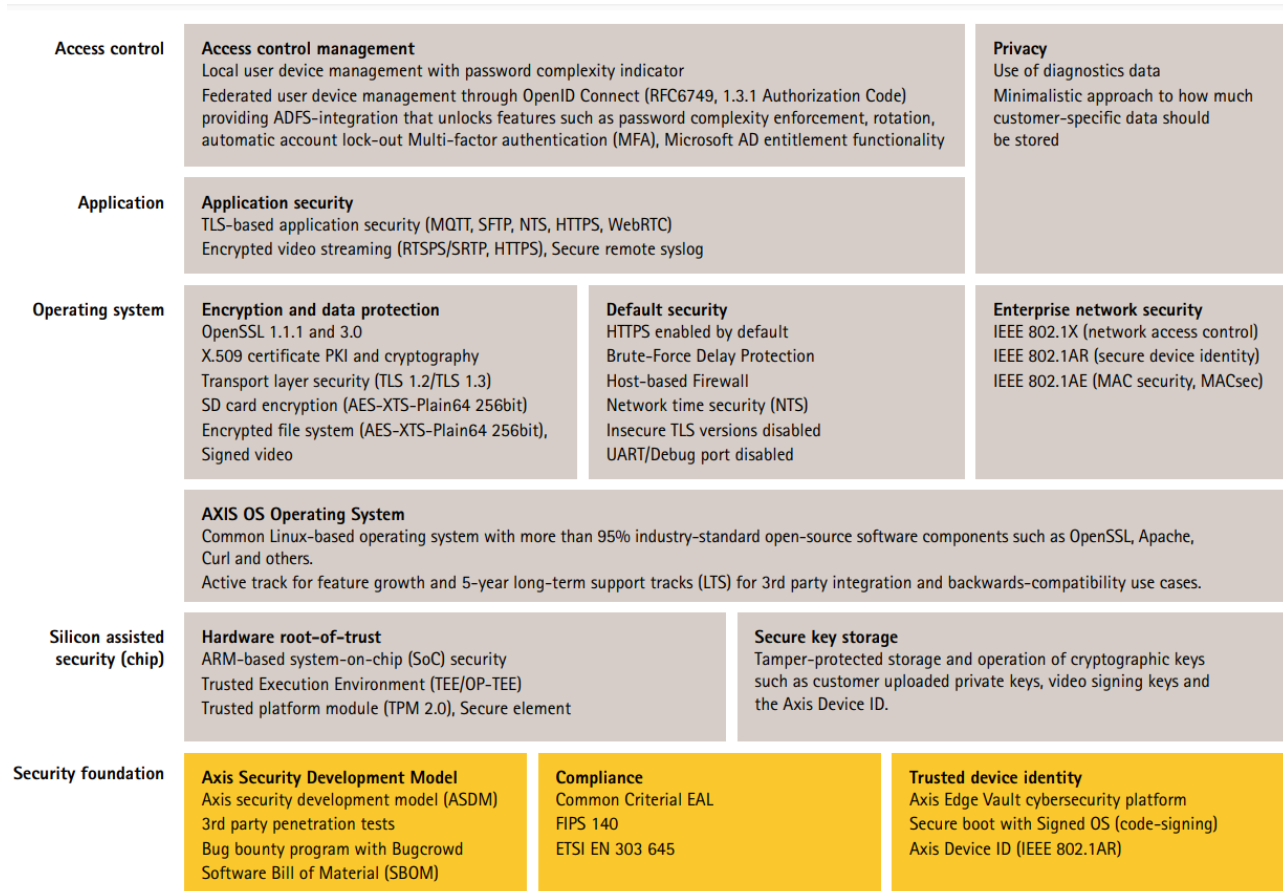 Access control
Access control management
Local user device management with password complexity indicator
Federated user device management through OpenID Connect (RFC6749, 1.3.1 Authorization Code)
providing ADFS-integration that unlocks features such as password complexity enforcement, rotation,
automatic account lock-out Multi-factor authentication (MFA), Microsoft AD entitlement functionality
Privacy
Use of diagnostics data
Minimalistic approach to how much
customer-specific data should
be stored
Application
Application security
TLS-based application security (MQTT, SFTP, NTS, HTTPS, WebRTC)
Encrypted video streaming (RTSPS/SRTP, HTTPS), Secure remote syslog
Operating system
Encryption and data protection
OpenSSL 1.1.1 and 3.0
X.509 certificate PKI and cryptography
Transport layer security (TLS 1.2/TLS 1.3)
SD card encryption (AES-XTS-Plain64 256bit)
Encrypted file system (AES-XTS-Plain64 256bit),
Signed video
Default security
HTTPS enabled by default
Brute-Force Delay Protection
Host-based Firewall
Network time security (NTS)
Insecure TLS versions disabled
UART/Debug port disabled
Enterprise network security
IEEE 802.1X (network access control)
IEEE 802.1AR (secure device identity)
IEEE 802.1AE (MAC security, MACsec)
AXIS OS Operating System
Common Linux-based operating system with more than 95% industry-standard open-source software components such as OpenSSL, Apache,
Curl and others.
Active track for feature growth and 5-year long-term support tracks (LTS) for 3rd party integration and backwards-compatibility use cases.
Silicon assisted
security (chip)
Hardware root-of-trust
ARM-based system-on-chip (SoC) security
Trusted Execution Environment (TEE/OP-TEE)
Trusted platform module (TPM 2.0), Secure element
Secure key storage
Tamper-protected storage and operation of cryptographic keys
such as customer uploaded private keys, video signing keys and
the Axis Device ID.
Security foundation
Axis Security Development Model
Axis security development model (ASDM)
3rd party penetration tests
Bug bounty program with Bugcrowd
Software Bill of Material (SBOM)
Compliance
Common Criterial EAL
FIPS 140
ETSI EN 303 645
Trusted device identity
Axis Edge Vault cybersecurity platform
Secure boot with Signed OS (code-signing)
Axis Device ID (IEEE 802.1AR)